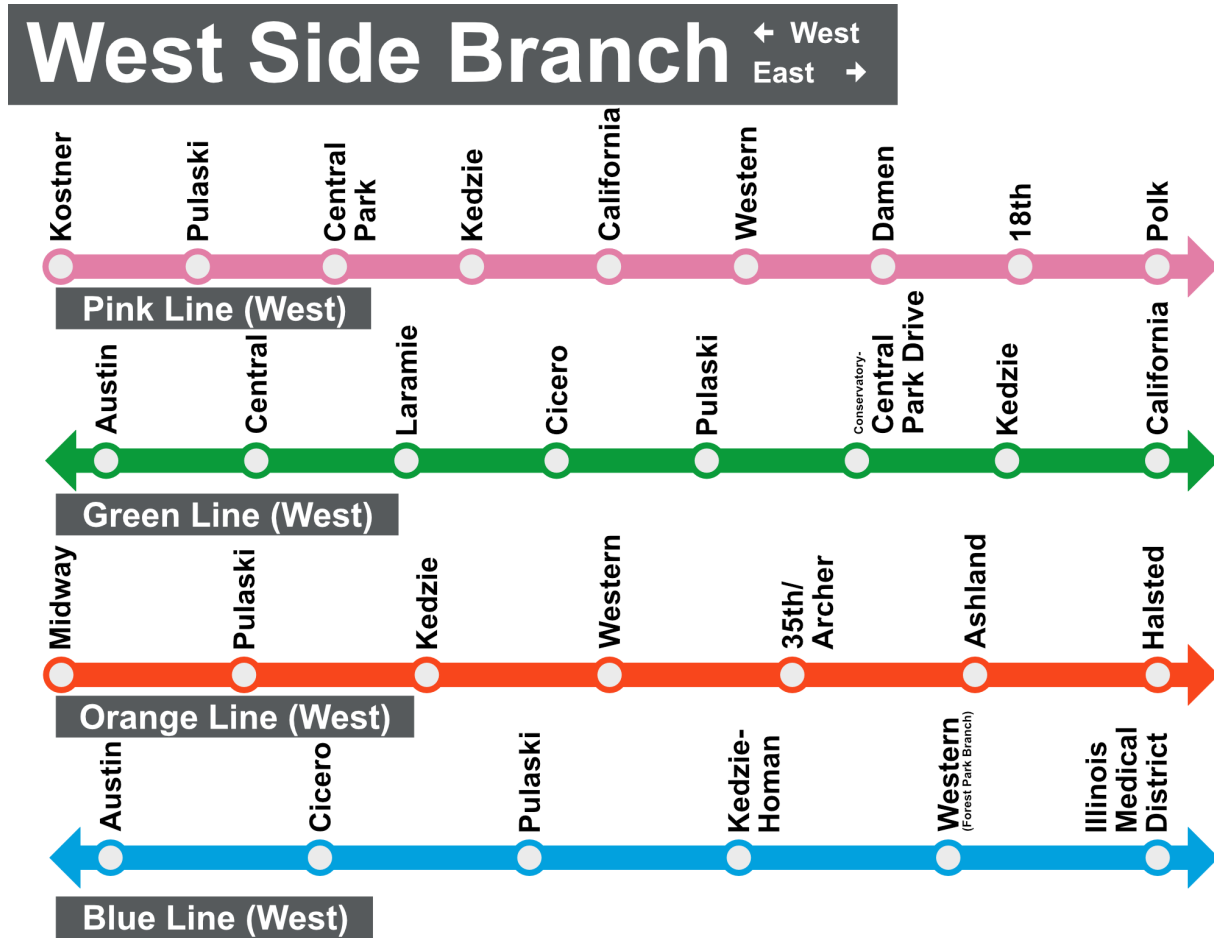 West Side Branch
← West
East →
Kostner
Pulaski
Central
Park
Kedzie
California
Western
Damen
18th
Polk
Pink Line (West)
Austin
Central
Laramie
Cicero
Pulaski
Conservatory-
Central
Park Drive
Kedzie
California
Green Line (West)
Midway
Pulaski
Kedzie
Western
35th/
Archer
Ashland
Halsted
Orange Line (West)
Austin
Cicero
Pulaski
Kedzie-
Homan
Western
(Forest Park Branch)
Illinois
Medical
District
Blue Line (West)